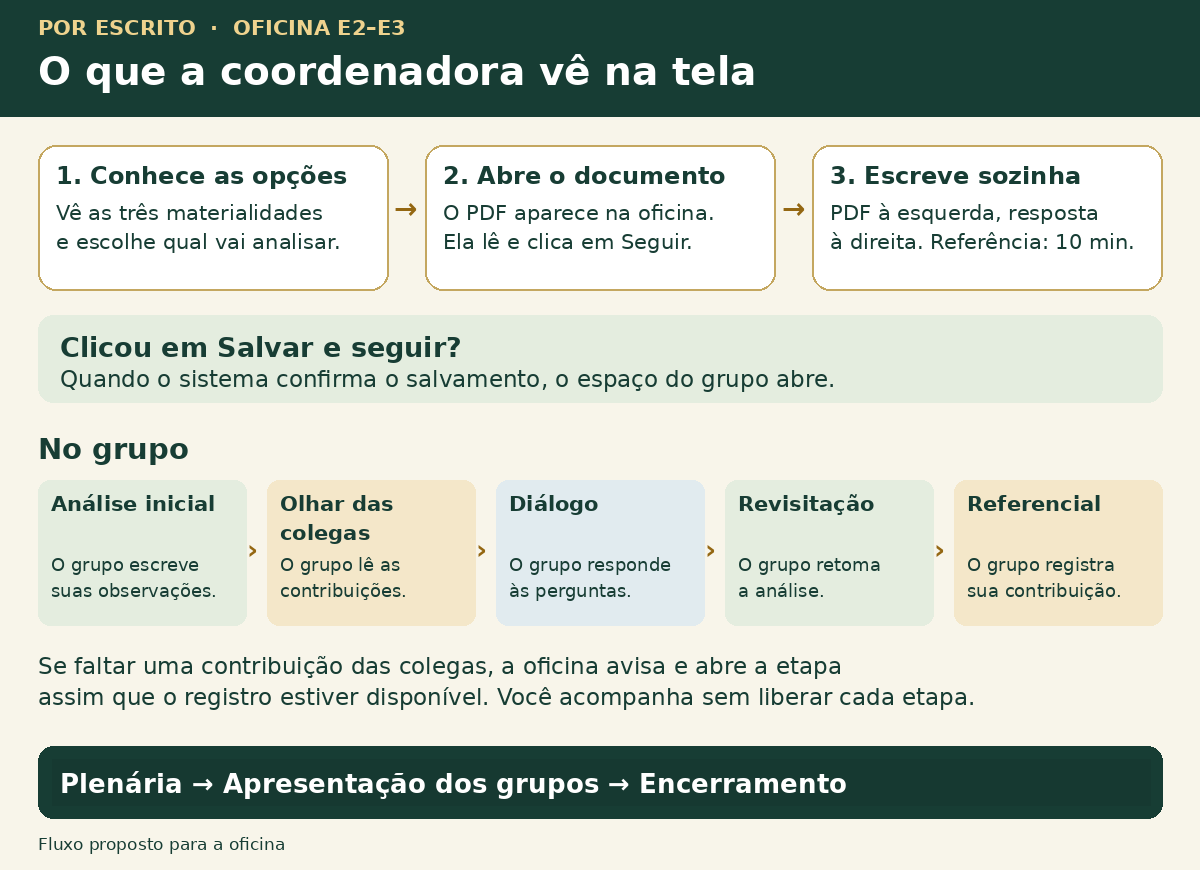 POR ESCRITO · OFICINA E2–E3
O que a coordenadora vê na tela
1. Conhece as opções
Vê as três materialidades
e escolhe qual vai analisar.
→
2. Abre o documento
O PDF aparece na oficina.
Ela lê e clica em Seguir.
→
3. Escreve sozinha
PDF à esquerda, resposta
à direita. Referência: 10 min.
Clicou em Salvar e seguir?
Quando o sistema confirma o salvamento, o espaço do grupo abre.
No grupo
Análise inicial
O grupo escreve
suas observações.
›
Olhar das
colegas
O grupo lê as
contribuições.
›
Diálogo
O grupo responde
às perguntas.
›
Revisitação
O grupo retoma
a análise.
›
Referencial
O grupo registra
sua contribuição.
Se faltar uma contribuição das colegas, a oficina avisa e abre a etapa
assim que o registro estiver disponível. Você acompanha sem liberar cada etapa.
Plenária → Apresentação dos grupos → Encerramento
Fluxo proposto para a oficina